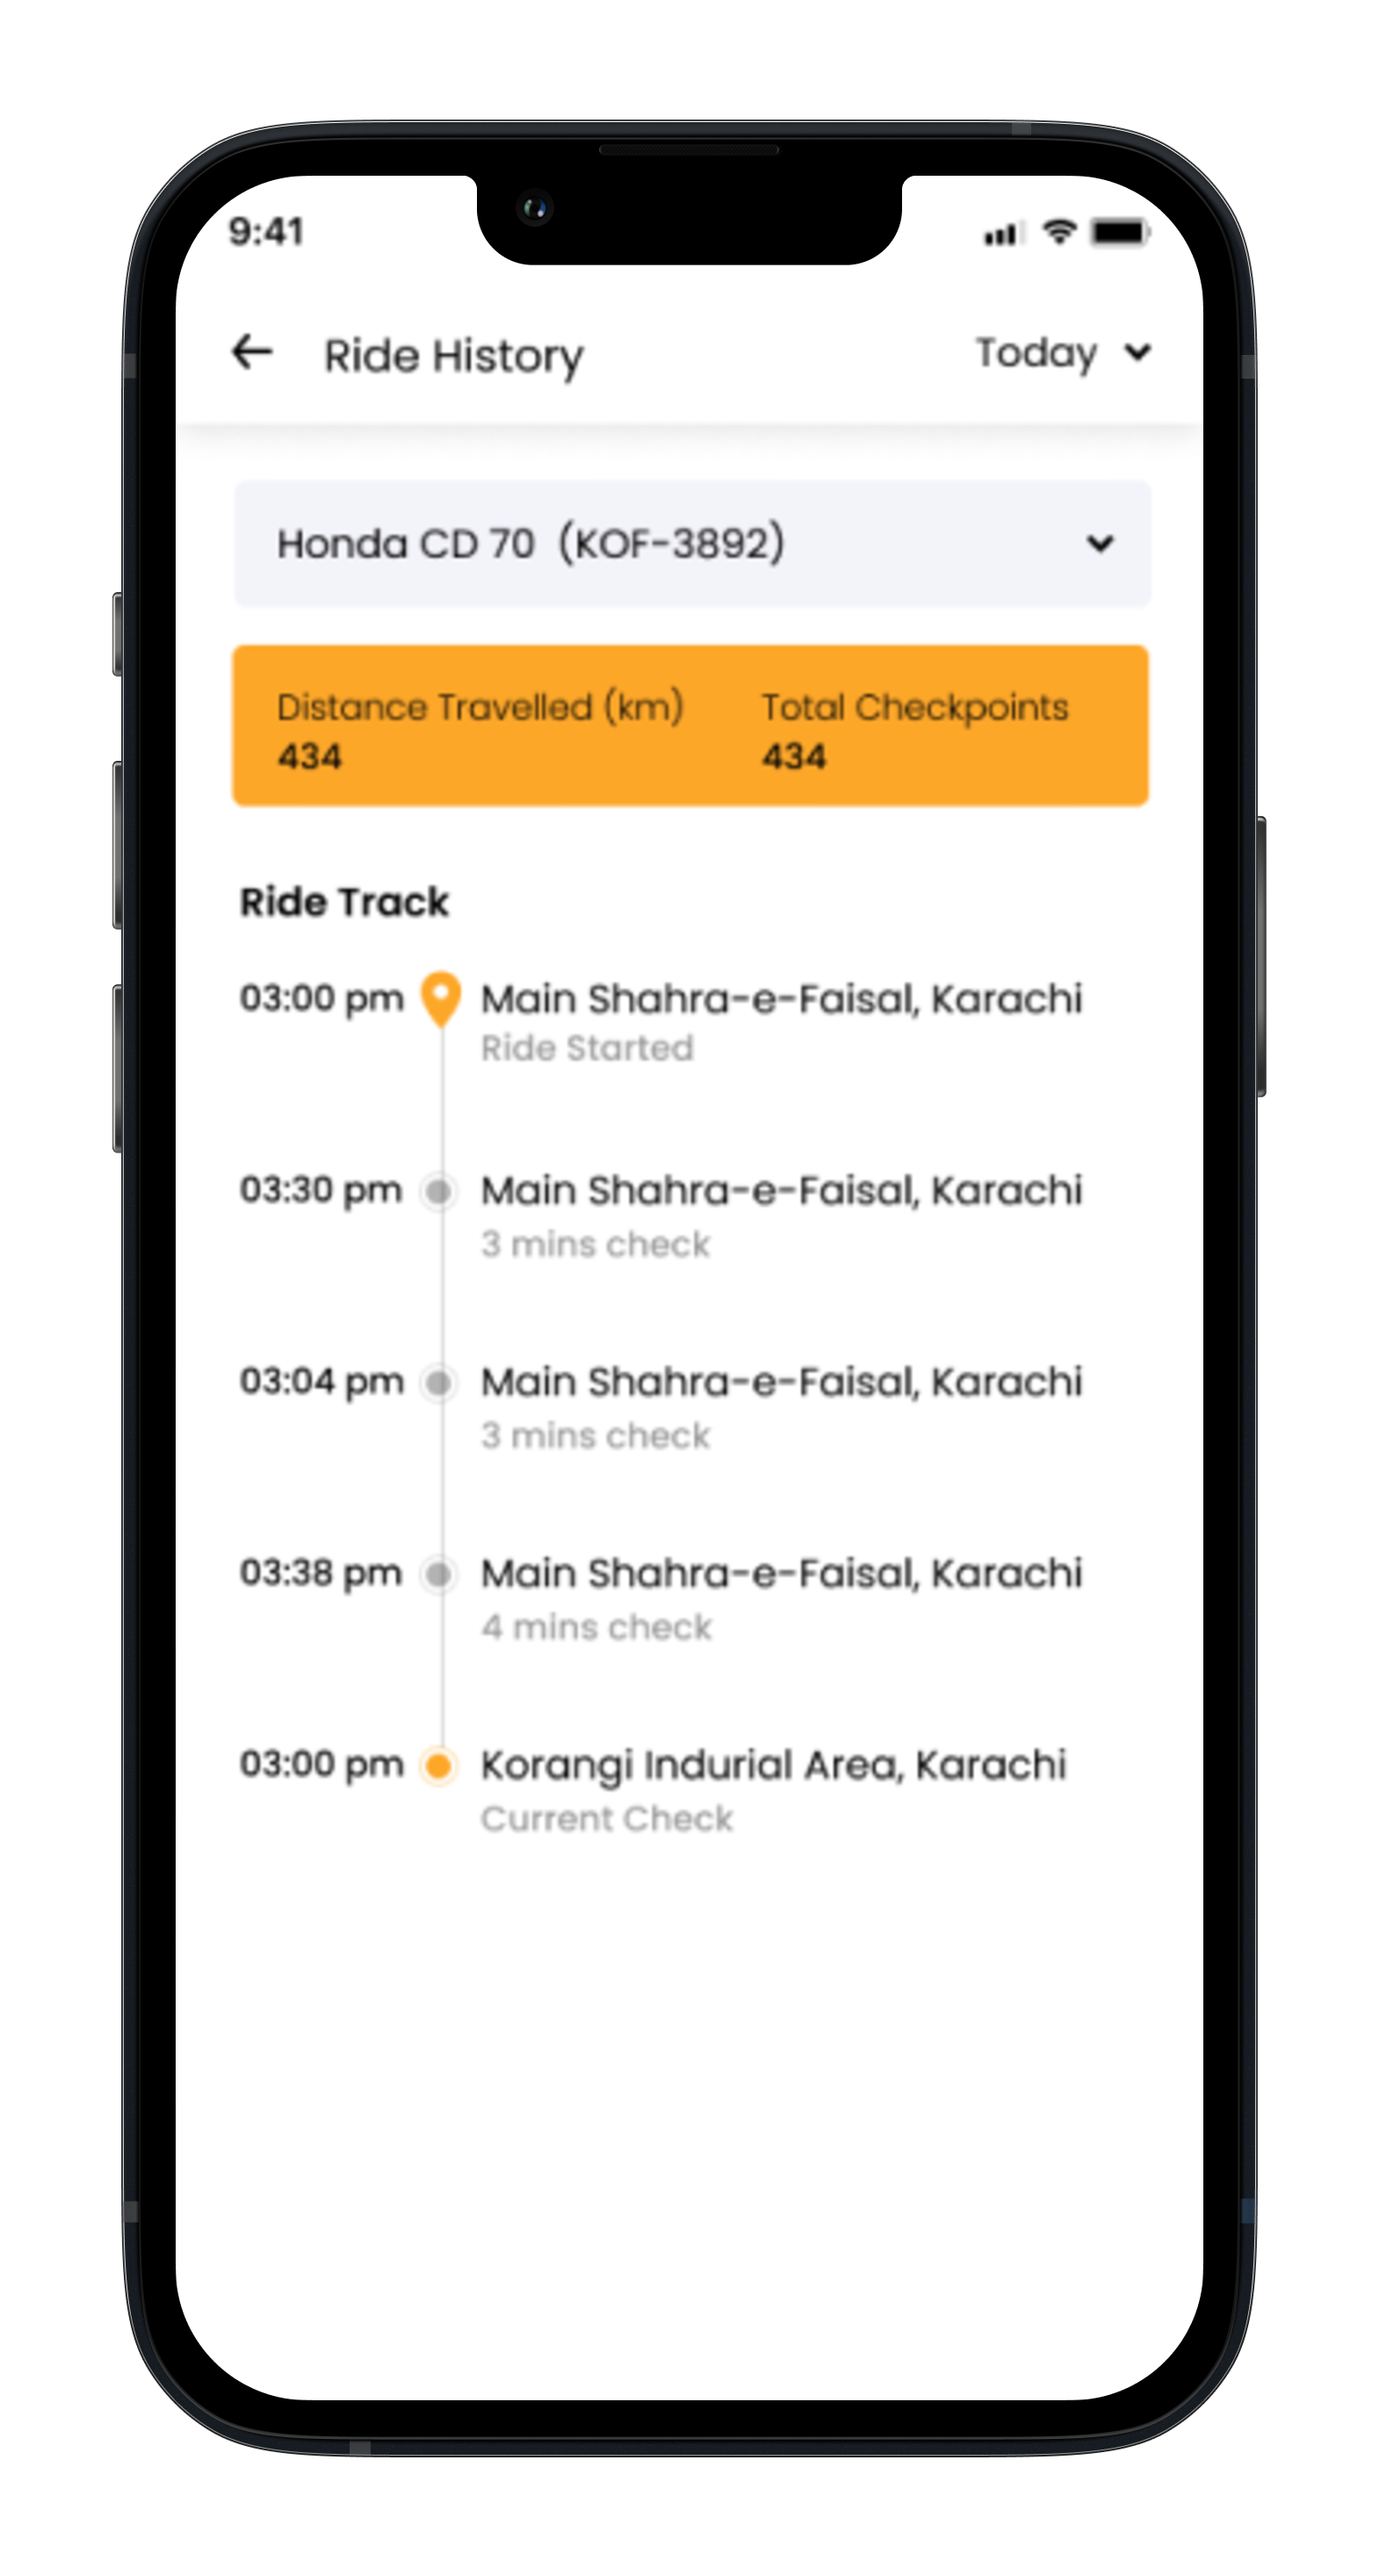 9:41
Ride History
Today
Honda CD 70 (KOF-3892)
Distance Travelled (km)
Total Checkpoints
434
434
Ride Track
03:00 pm Main Shahra-e-Faisal, Karachi
Ride Started
03:30 pm Main Shahra-e-Faisal, Karachi
3 mins check
03:04 pm Main Shahra-e-Faisal, Karachi
3 mins check
03:38 pm Main Shahra-e-Faisal, Karachi
4 mins check
03:00 pm Korangi Indurial Area, Karachi
Current Check